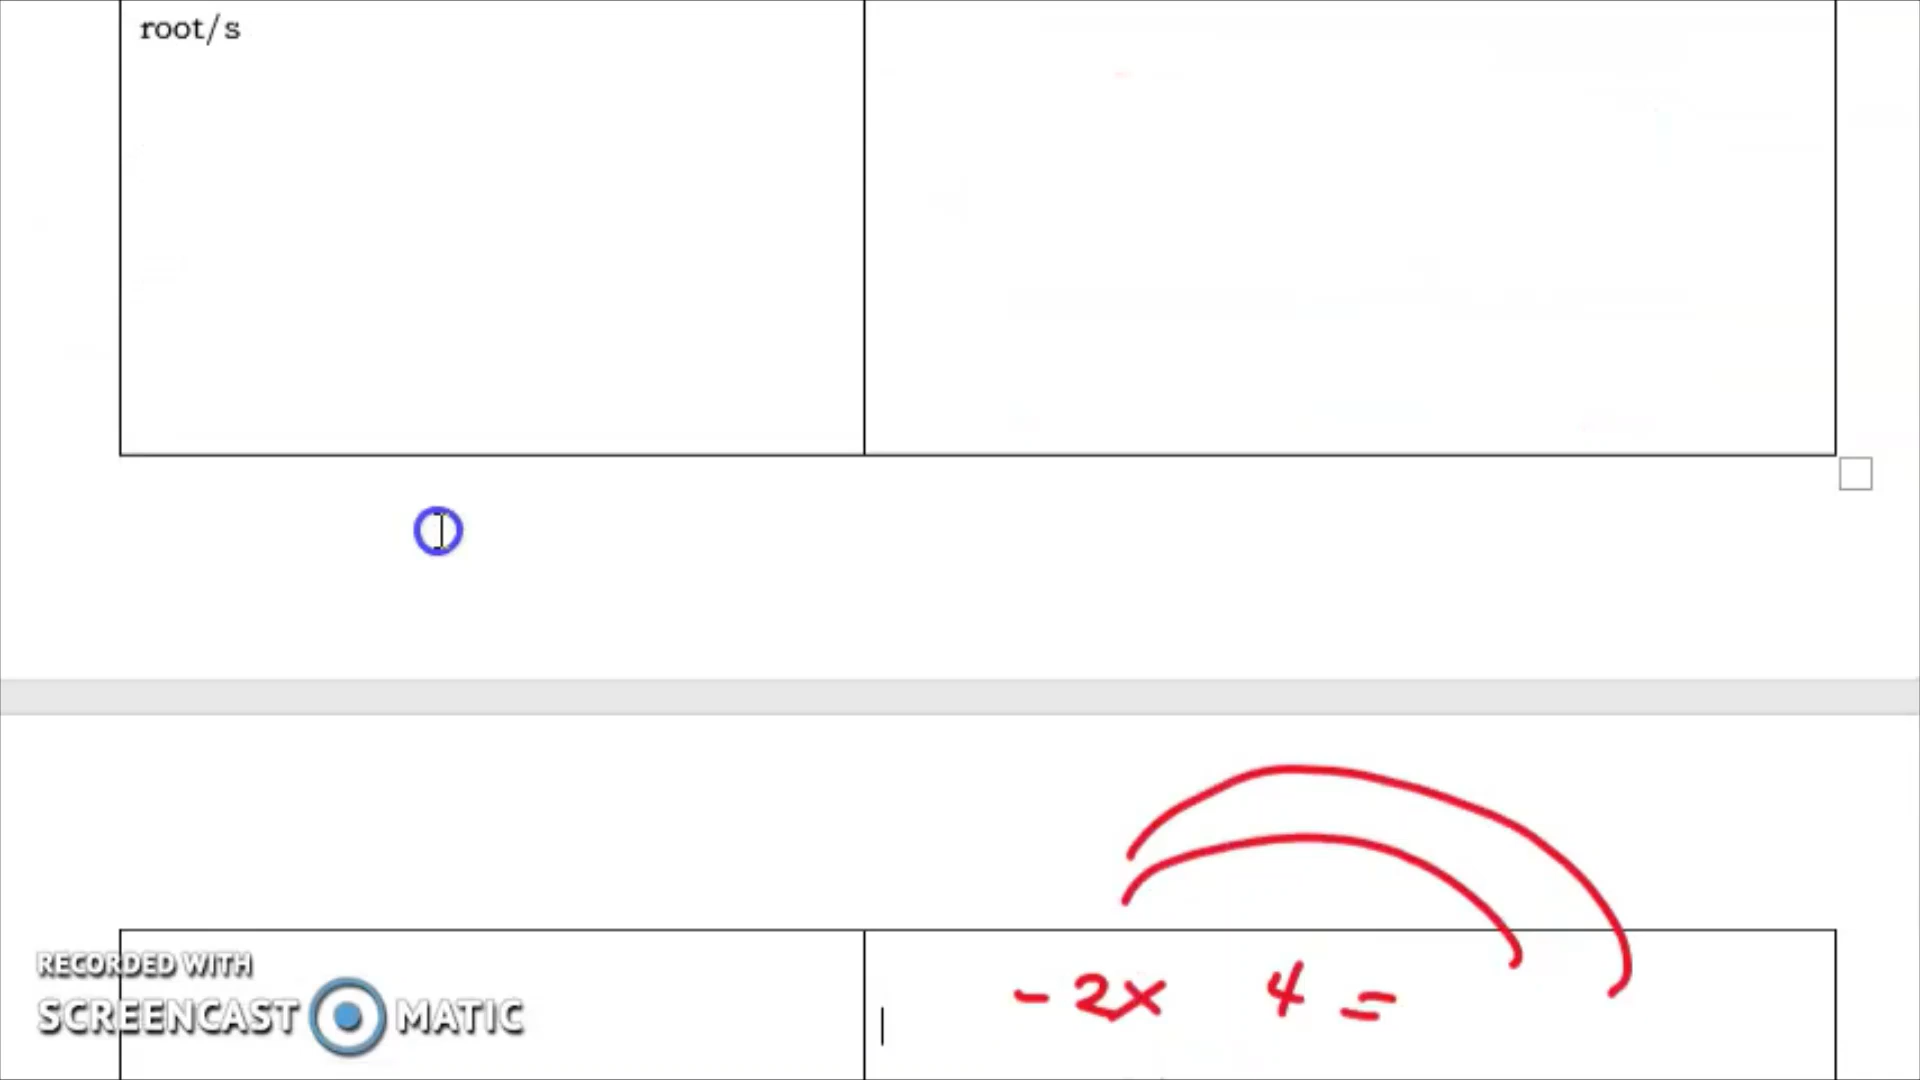 root/s
-2x 4 =
RECORDED WITH
SCREENCAST MATIC